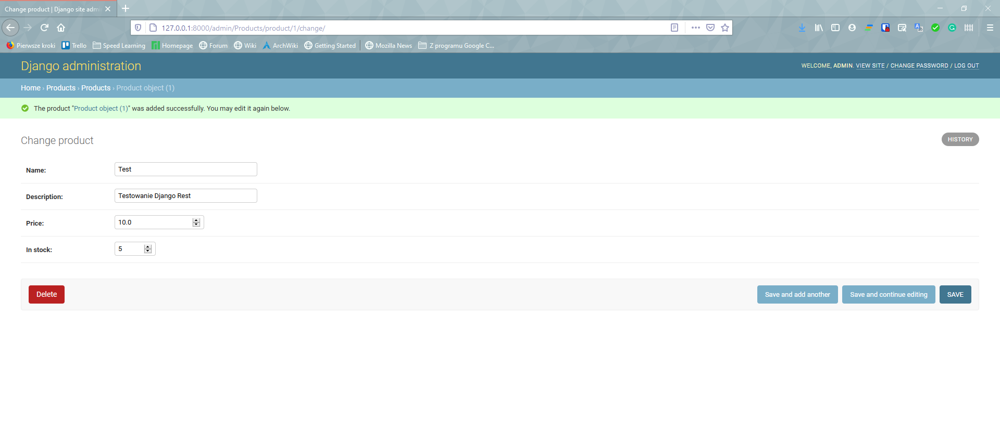 Change product | Django site admi
127.0.0.1:8000/admin/Products/product/1/change/
Pierwsze kroki Trello Speed Learning Homepage Forum Wiki ArchWiki Getting Started Mozilla News Z programu Google C...
Django administration
WELCOME, ADMIN. VIEW SITE / CHANGE PASSWORD / LOG OUT
Home › Products › Products › Product object (1)
The product "Product object (1)" was added successfully. You may edit it again below.
Change product
HISTORY
Name: Test
Description: Testowanie Django Rest
Price: 10.0
In stock: 5
Delete Save and add another Save and continue editing SAVE